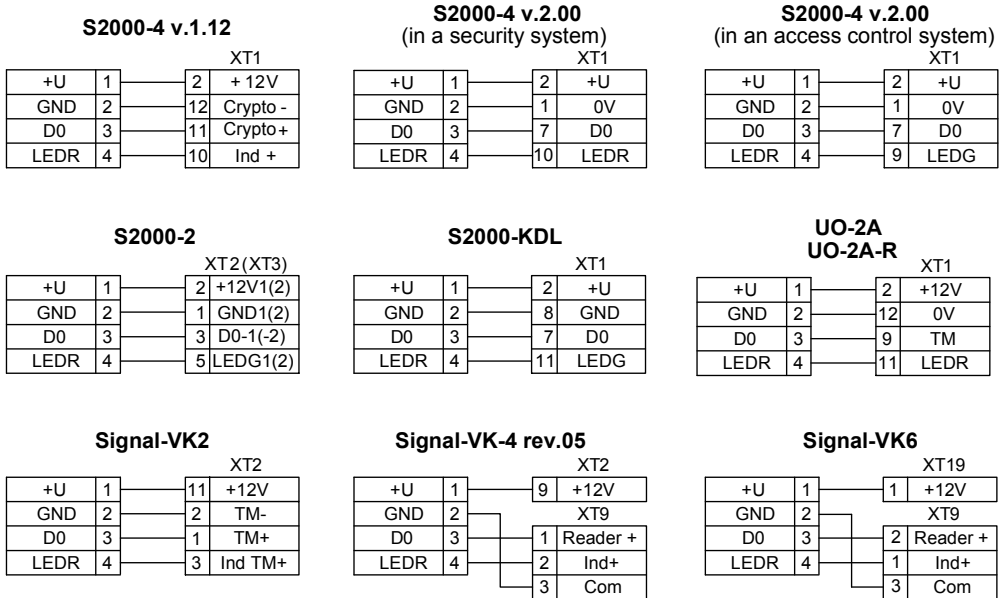 S2000-4 v.1.12
XT1
+U 1 2 + 12V
GND 2 12 Crypto -
D0 3 11 Crypto+
LEDR 4 10 Ind +
S2000-4 v.2.00
(in a security system)
XT1
+U 1 2 +U
GND 2 1 0V
D0 3 7 D0
LEDR 4 10 LEDR
S2000-4 v.2.00
(in an access control system)
XT1
+U 1 2 +U
GND 2 1 0V
D0 3 7 D0
LEDR 4 9 LEDG
S2000-2
XT2(XT3)
+U 1 2 +12V1(2)
GND 2 1 GND1(2)
D0 3 3 D0-1(-2)
LEDR 4 5 LEDG1(2)
S2000-KDL
XT1
+U 1 2 +U
GND 2 8 GND
D0 3 7 D0
LEDR 4 11 LEDG
UO-2A
UO-2A-R
XT1
+U 1 2 +12V
GND 2 12 0V
D0 3 9 TM
LEDR 4 11 LEDR
Signal-VK2
XT2
+U 1 11 +12V
GND 2 2 TM-
D0 3 1 TM+
LEDR 4 3 Ind TM+
Signal-VK-4 rev.05
XT2
+U 1 9 +12V
GND 2 XT9
D0 3 1 Reader +
LEDR 4 2 Ind+
3 Com
Signal-VK6
XT19
+U 1 1 +12V
GND 2 XT9
D0 3 2 Reader +
LEDR 4 1 Ind+
3 Com